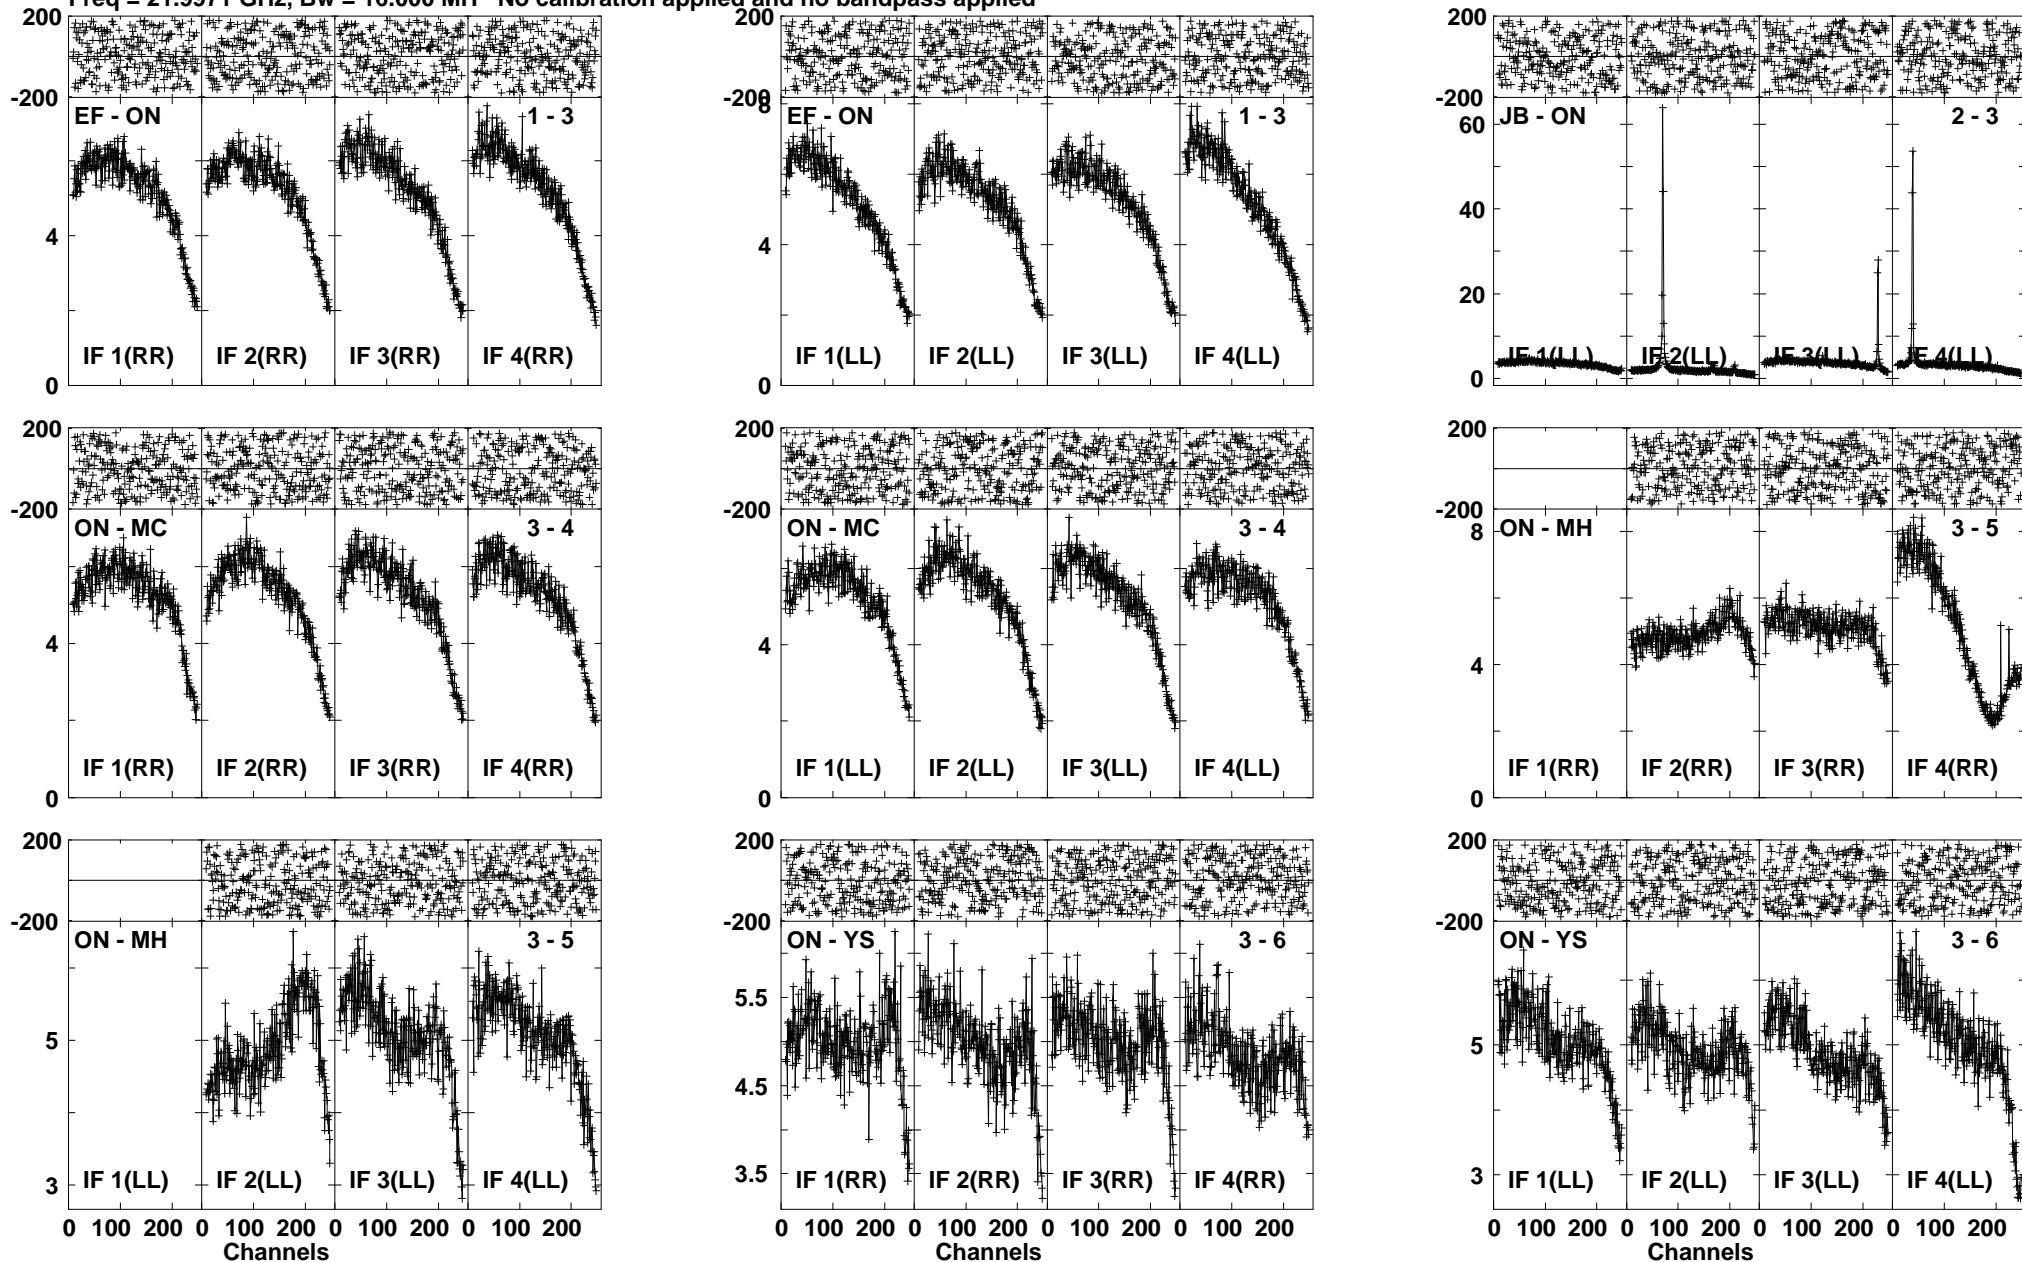 Freq = 21.9971 GHz, Bw = 16.000 MH No calibration applied and no bandpass applied
200
-200
EF - ON 1 - 3
4
0
IF 1(RR) IF 2(RR) IF 3(RR) IF 4(RR)
200
-200
8
EF - ON 1 - 3
4
0
IF 1(LL) IF 2(LL) IF 3(LL) IF 4(LL)
200
-200
60
JB - ON 2 - 3
40
20
0
IF 1(LL) IF 2(LL) IF 3(LL) IF 4(LL)
200
-200
ON - MC 3 - 4
4
0
IF 1(RR) IF 2(RR) IF 3(RR) IF 4(RR)
200
-200
ON - MC 3 - 4
4
0
IF 1(LL) IF 2(LL) IF 3(LL) IF 4(LL)
200
-200
8
ON - MH 3 - 5
4
0
IF 1(RR) IF 2(RR) IF 3(RR) IF 4(RR)
200
-200
ON - MH 3 - 5
5
3
IF 1(LL) IF 2(LL) IF 3(LL) IF 4(LL)
0 100 200 0 100 200 0 100 200 0 100 200
Channels
200
-200
ON - YS 3 - 6
5.5
4.5
3.5
IF 1(RR) IF 2(RR) IF 3(RR) IF 4(RR)
0 100 200 0 100 200 0 100 200 0 100 200
200
-200
ON - YS 3 - 6
5
3
IF 1(LL) IF 2(LL) IF 3(LL) IF 4(LL)
0 100 200 0 100 200 0 100 200 0 100 200
Channels